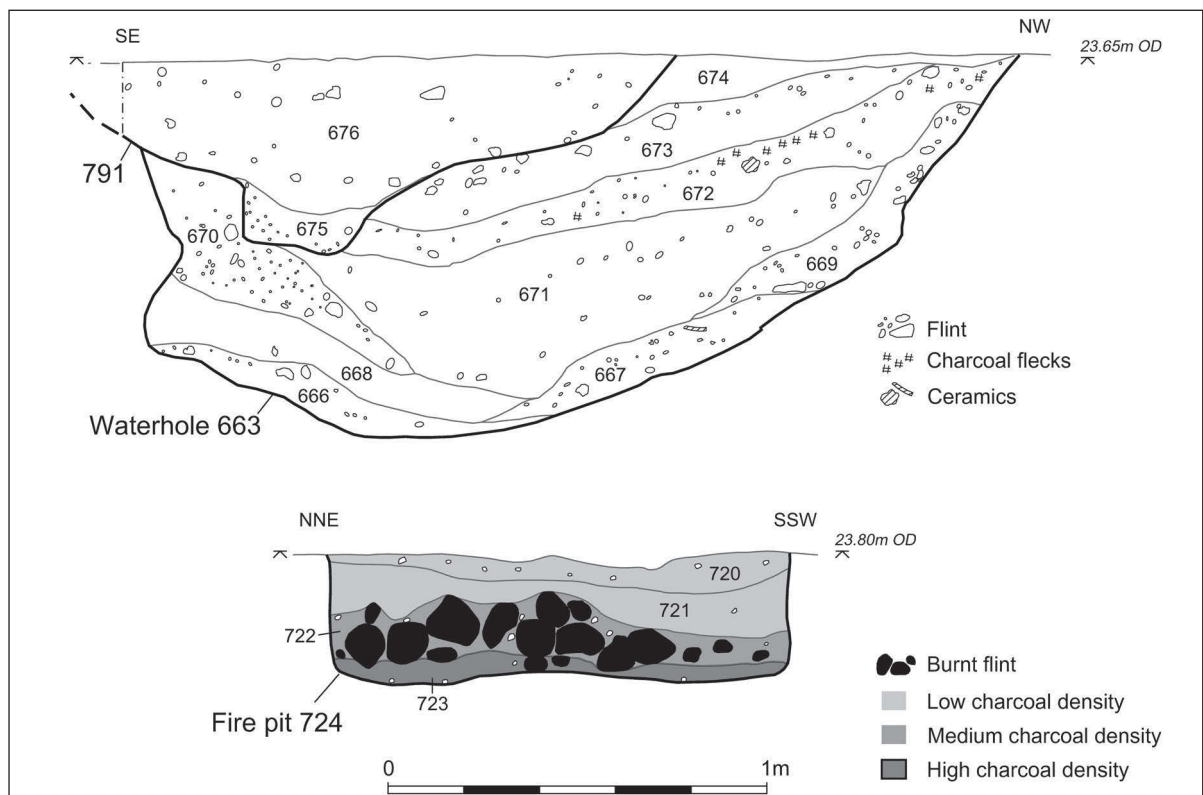 SE
NW
23.65m OD
674
676
673
791
672
670
675
671
669
668
667
666
Waterhole 663
Flint
Charcoal flecks
Ceramics
NNE
SSW
23.80m OD
720
721
722
723
Fire pit 724
Burnt flint
Low charcoal density
Medium charcoal density
High charcoal density
0
1m